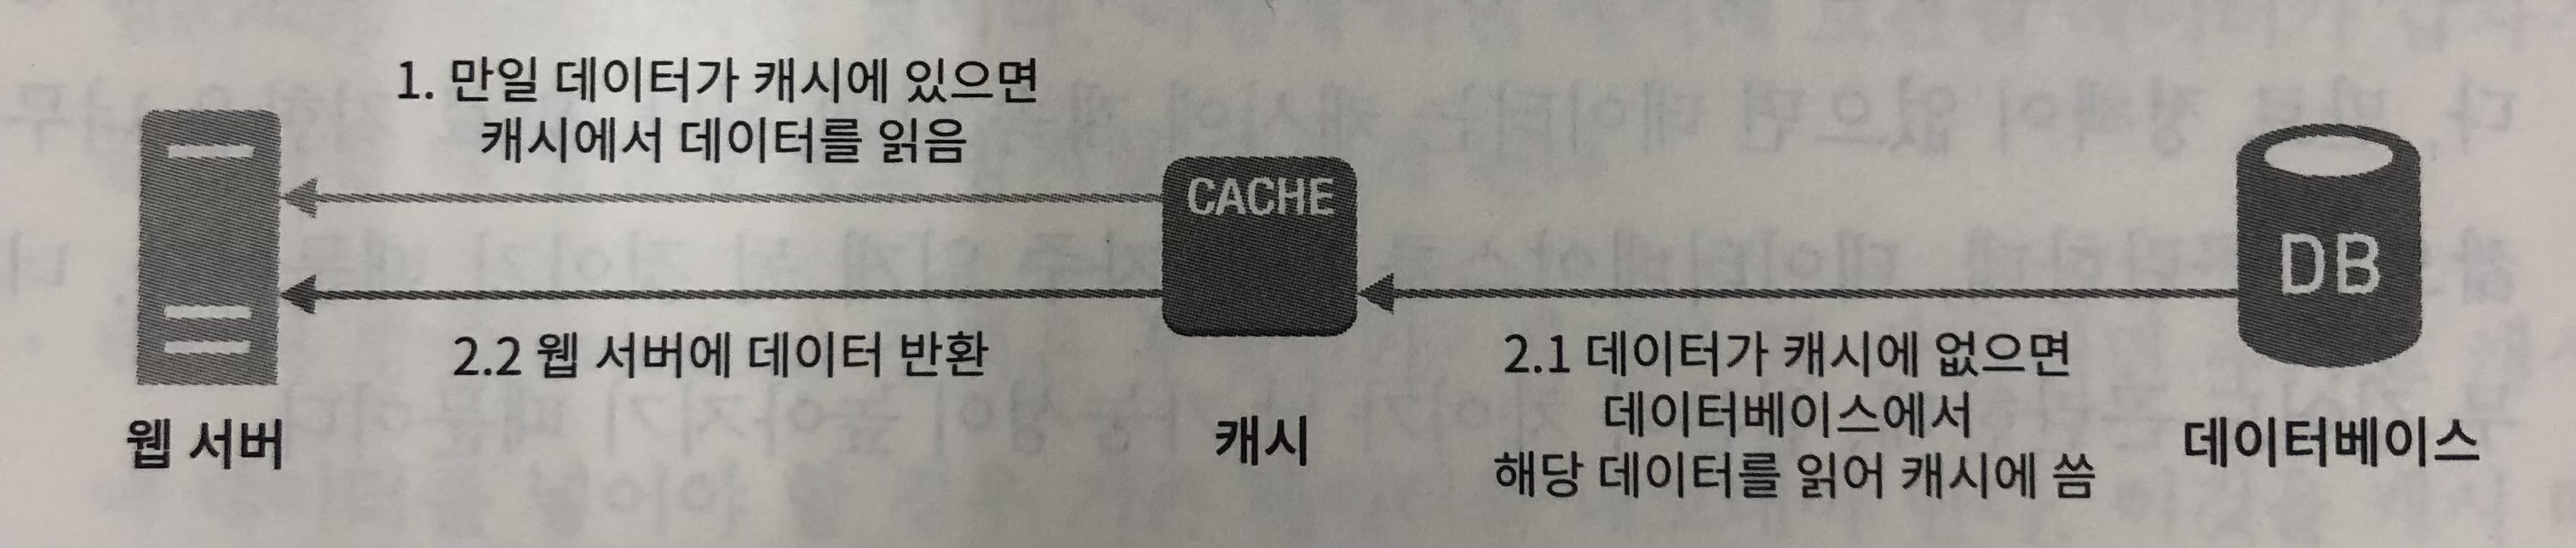 1. 만일 데이터가 캐시에 있으면
캐시에서 데이터를 읽음
CACHE
DB
2.2 웹 서버에 데이터 반환
2.1 데이터가 캐시에 없으면
데이터베이스에서
해당 데이터를 읽어 캐시에 씀
웹 서버
캐시
데이터베이스